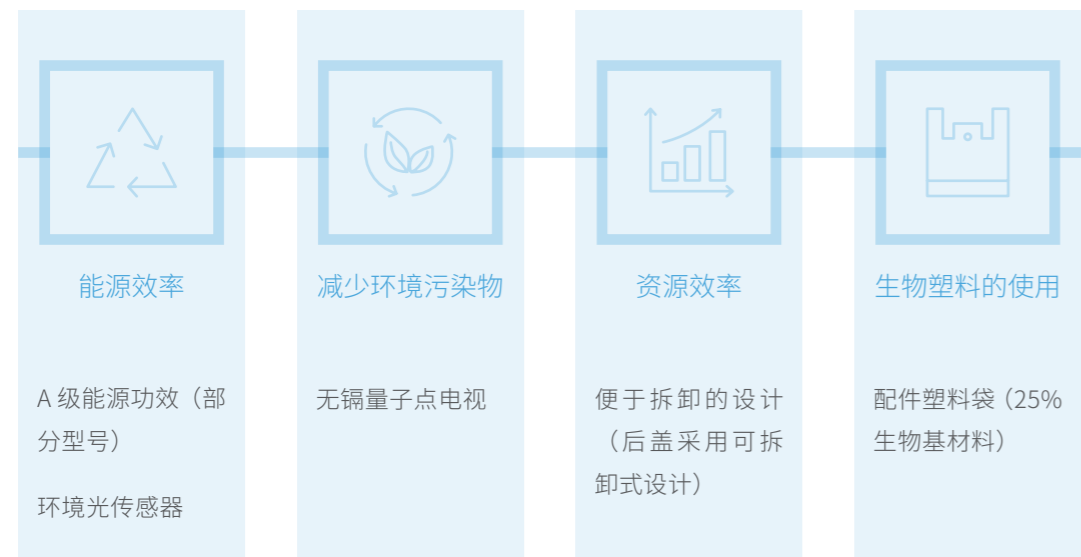 能源效率
A 级能源功效（部
分型号）
环境光传感器
减少环境污染物
无镉量子点电视
资源效率
便于拆卸的设计
（后盖采用可拆
卸式设计）
生物塑料的使用
配件塑料袋（25%
生物基材料）